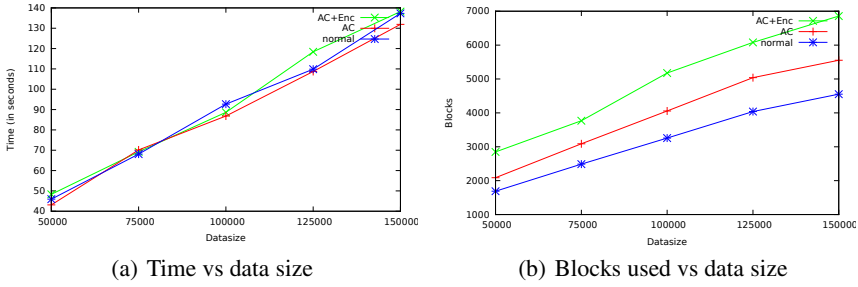 140
130
120
110
100
90
80
70
60
50
40
Time (in seconds)
AC+Enc
AC
normal
50000
75000
100000
125000
150000
Datasize
(a) Time vs data size
7000
6000
5000
4000
3000
2000
1000
Blocks
AC+Enc
AC
normal
50000
75000
100000
125000
150000
Datasize
(b) Blocks used vs data size